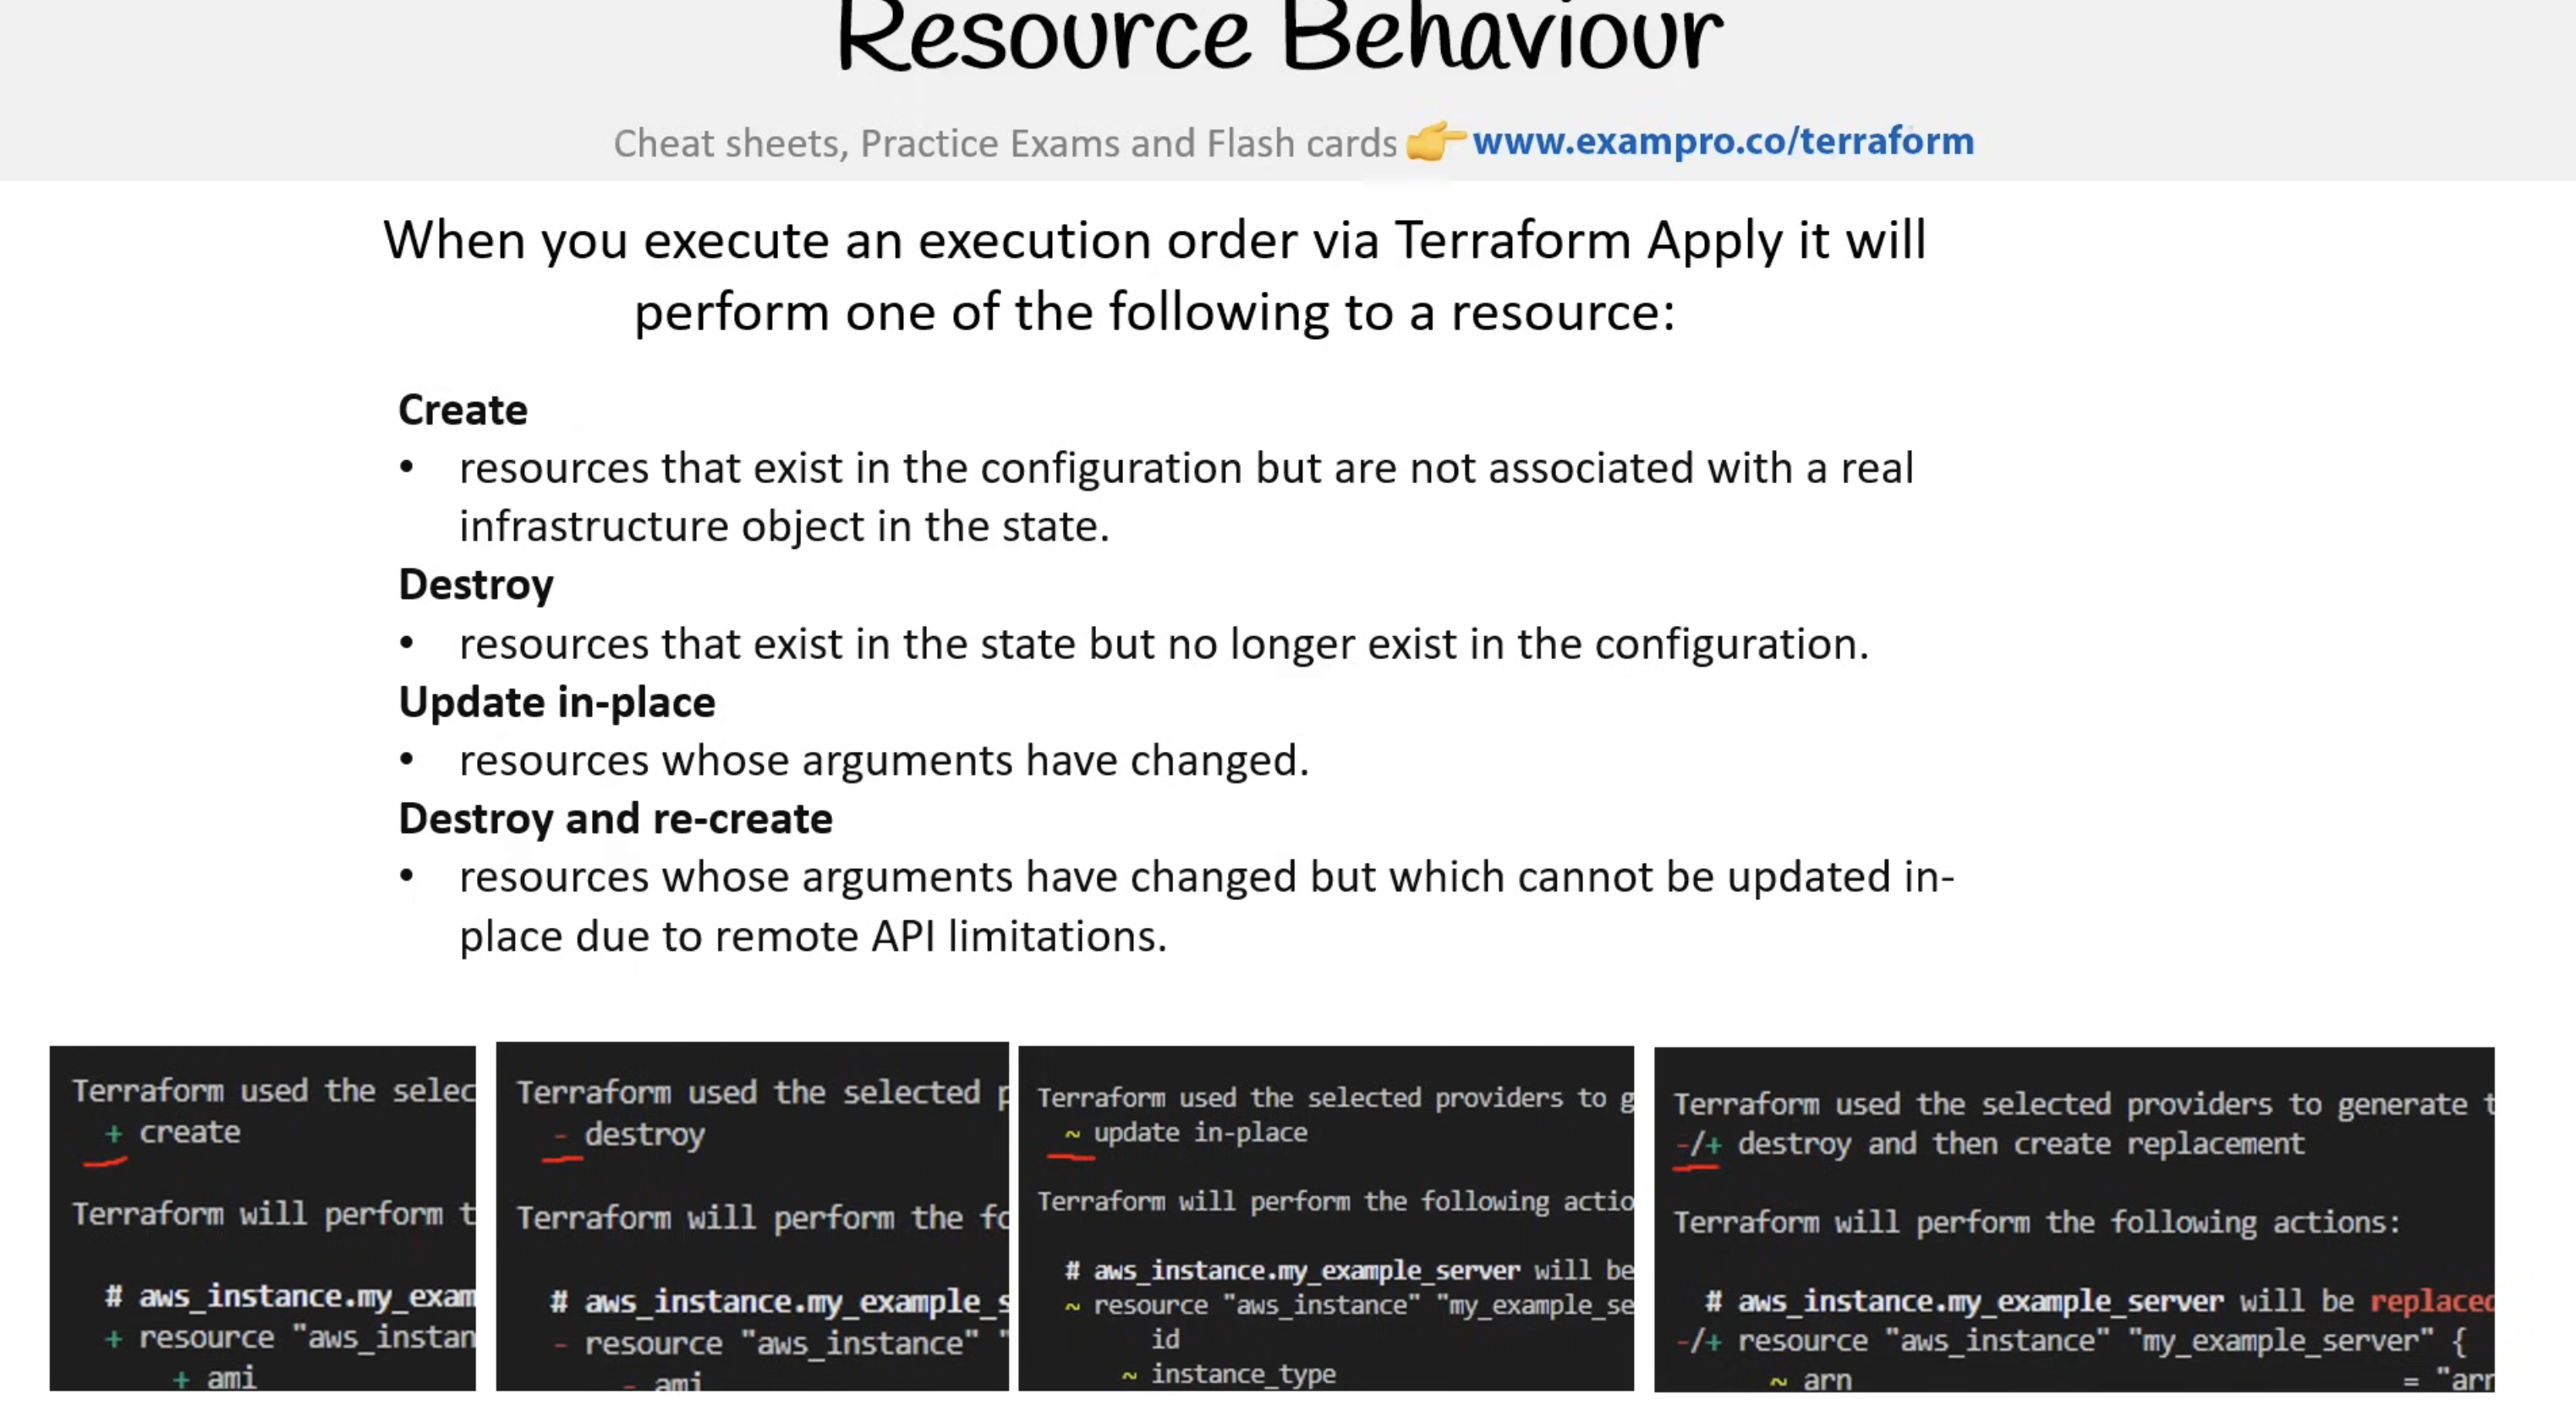 Resource Behaviour
Cheat sheets, Practice Exams and Flash cards 👉 www.exampro.co/terraform
When you execute an execution order via Terraform Apply it will
perform one of the following to a resource:
Create
• resources that exist in the configuration but are not associated with a real
infrastructure object in the state.
Destroy
• resources that exist in the state but no longer exist in the configuration.
Update in-place
• resources whose arguments have changed.
Destroy and re-create
• resources whose arguments have changed but which cannot be updated in-
place due to remote API limitations.
Terraform used the selec
+ create
Terraform will perform t
# aws_instance.my_exam
+ resource "aws_instan
+ ami
Terraform used the selected p
- destroy
Terraform will perform the fo
# aws_instance.my_example_s
- resource "aws_instance" "
- ami
Terraform used the selected providers to g
~ update in-place
Terraform will perform the following actio
# aws_instance.my_example_server will be
~ resource "aws_instance" "my_example_se
id
~ instance_type
Terraform used the selected providers to generate t
-/+ destroy and then create replacement
Terraform will perform the following actions:
# aws_instance.my_example_server will be replaced
-/+ resource "aws_instance" "my_example_server" {
~ arn = "arr